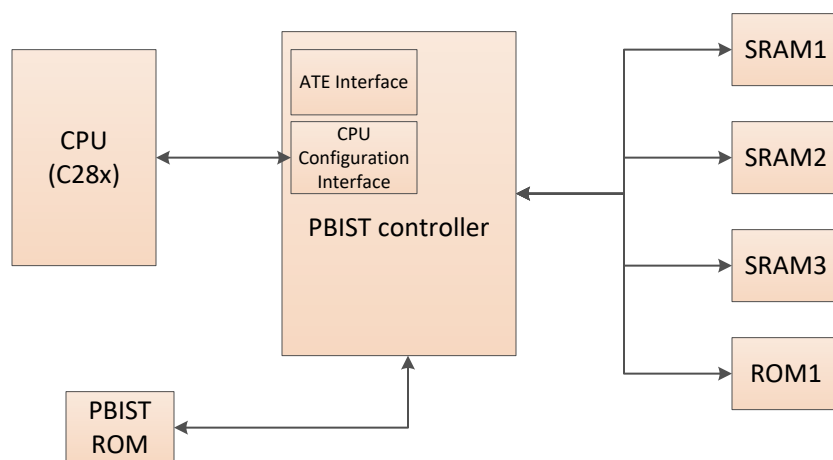 CPU
(C28x)
ATE Interface
CPU
Configuration
Interface
PBIST controller
PBIST
ROM
SRAM1
SRAM2
SRAM3
ROM1